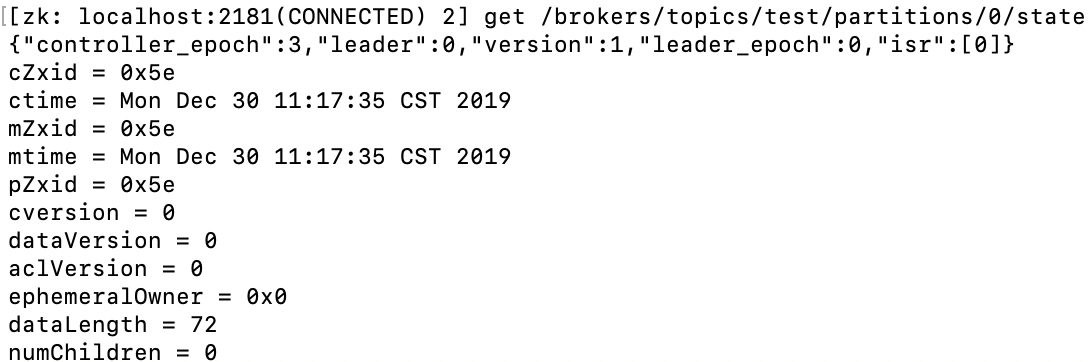 [[zk: localhost:2181(CONNECTED) 2] get /brokers/topics/test/partitions/0/state
{"controller_epoch":3,"leader":0,"version":1,"leader_epoch":0,"isr":[0]}
cZxid = 0x5e
ctime = Mon Dec 30 11:17:35 CST 2019
mZxid = 0x5e
mtime = Mon Dec 30 11:17:35 CST 2019
pZxid = 0x5e
cversion = 0
dataVersion = 0
aclVersion = 0
ephemeralOwner = 0x0
dataLength = 72
numChildren = 0